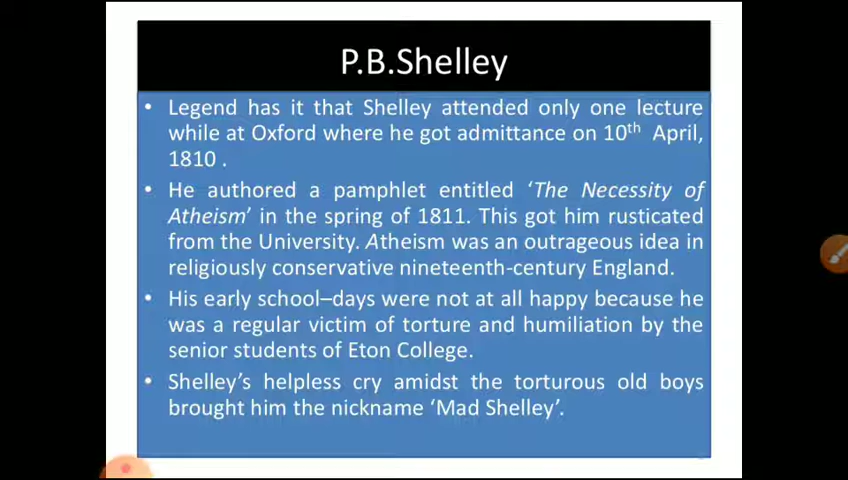 P.B.Shelley
• Legend has it that Shelley attended only one lecture
while at Oxford where he got admittance on 10th April,
1810 .
• He authored a pamphlet entitled ‘The Necessity of
Atheism’ in the spring of 1811. This got him rusticated
from the University. Atheism was an outrageous idea in
religiously conservative nineteenth-century England.
• His early school–days were not at all happy because he
was a regular victim of torture and humiliation by the
senior students of Eton College.
• Shelley’s helpless cry amidst the torturous old boys
brought him the nickname ‘Mad Shelley’.